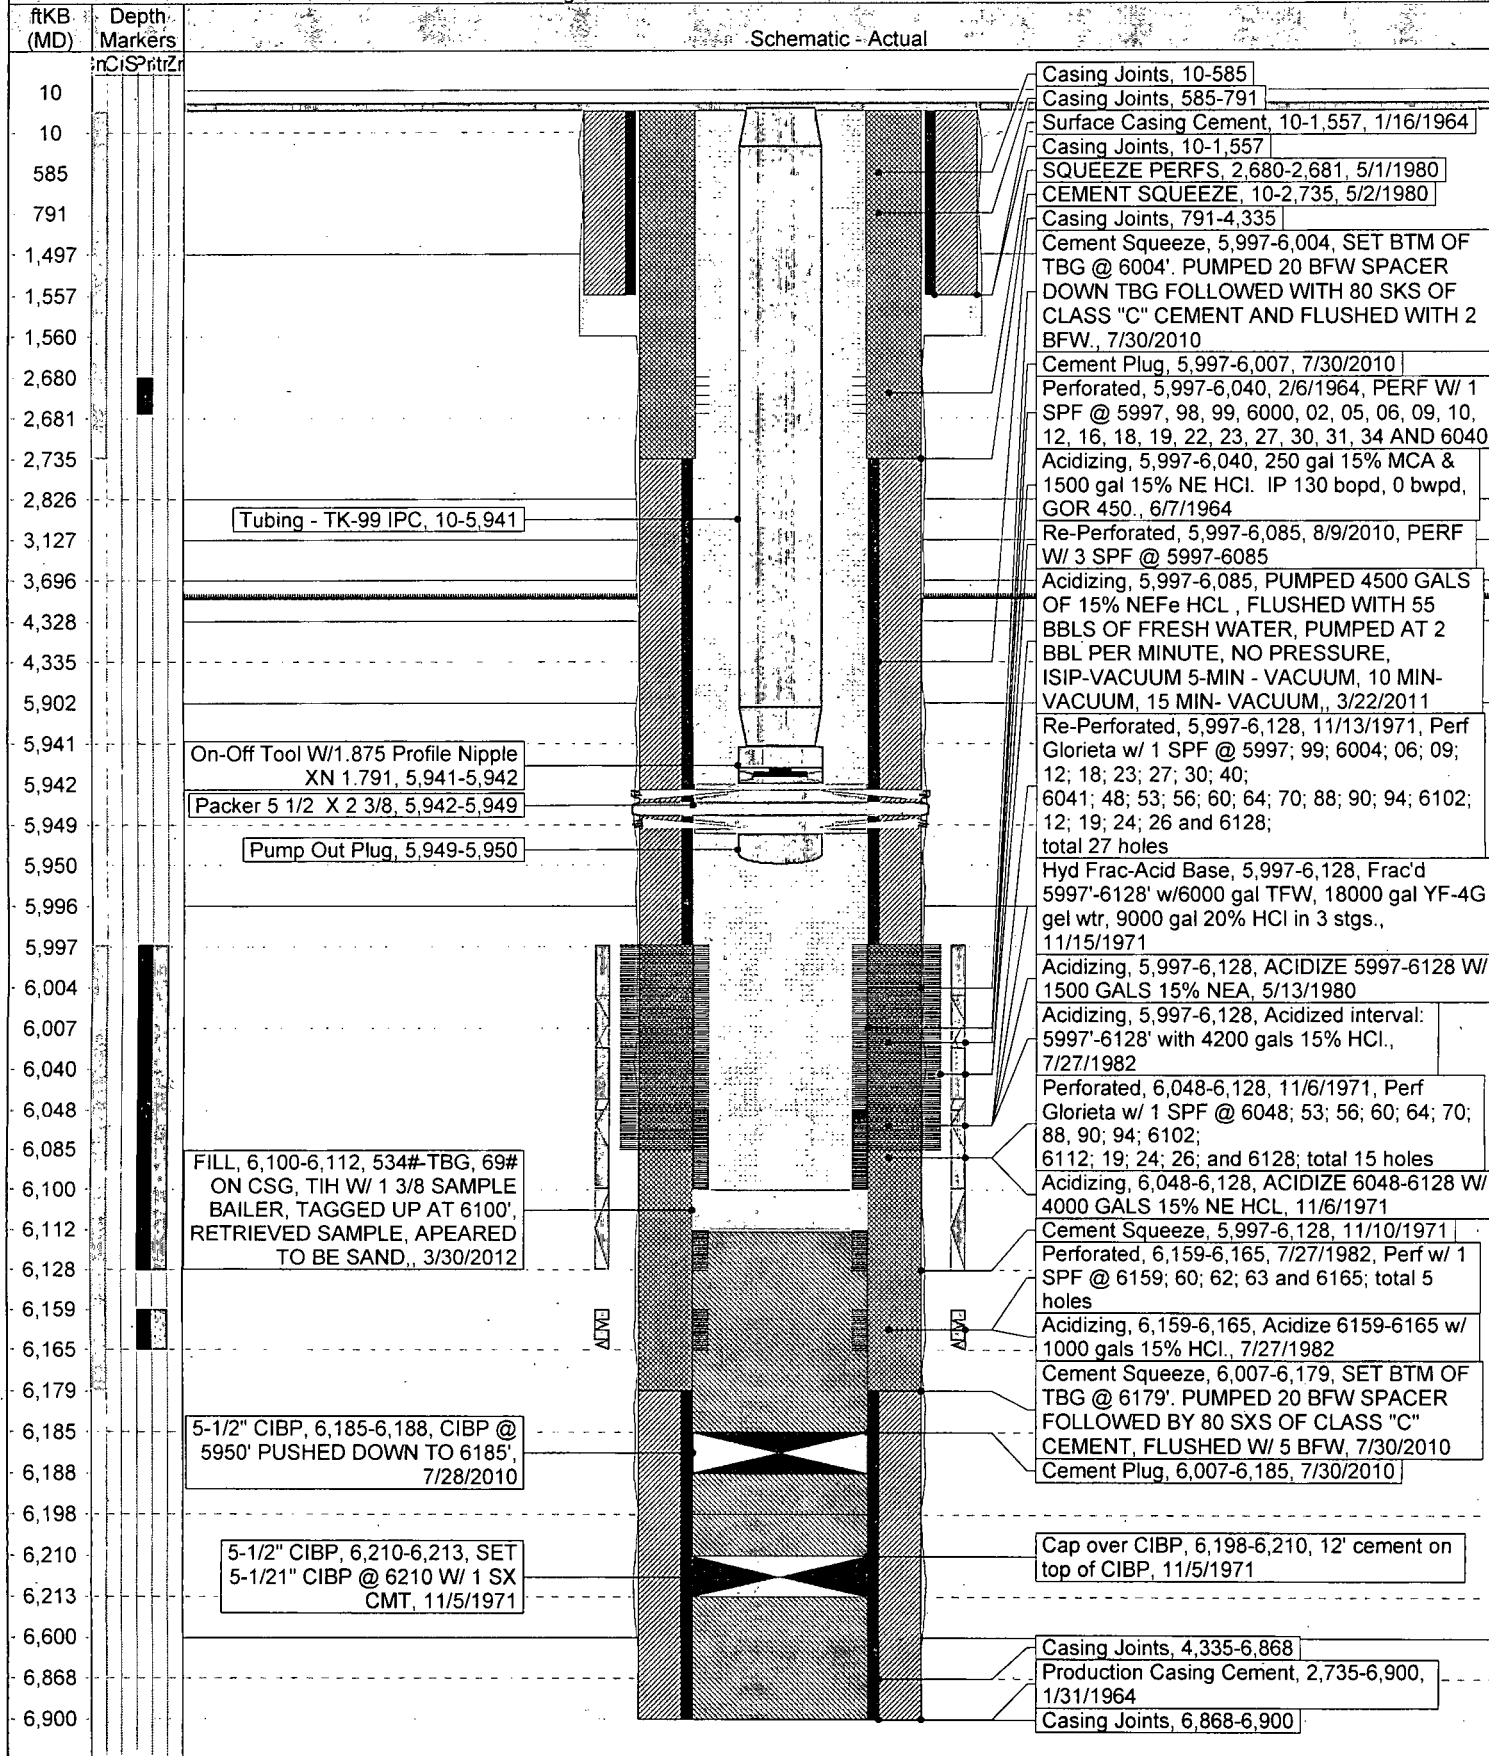 ftKB
(MD)
Depth
Markers
Schematic - Actual
10
10
585
791
1,497
1,557
1,560
2,680
2,681
2,735
2,826
3,127
3,696
4,328
4,335
5,902
5,941
5,942
5,949
5,950
5,996
5,997
6,004
6,007
6,040
6,048
6,085
6,100
6,112
6,128
6,159
6,165
6,179
6,185
6,188
6,198
6,210
6,213
6,600
6,868
6,900
Tubing - TK-99 IPC, 10-5,941
On-Off Tool W/1.875 Profile Nipple
XN 1.791, 5,941-5,942
Packer 5 1/2 X 2 3/8, 5,942-5,949
Pump Out Plug, 5,949-5,950
FILL, 6,100-6,112, 534#-TBG, 69#
ON CSG, TIH W/ 1 3/8 SAMPLE
BAILER, TAGGED UP AT 6100',
RETRIEVED SAMPLE, APEARED
TO BE SAND,, 3/30/2012
5-1/2" CIBP, 6,185-6,188, CIBP @
5950' PUSHED DOWN TO 6185',
7/28/2010
5-1/2" CIBP, 6,210-6,213, SET
5-1/21" CIBP @ 6210 W/ 1 SX
CMT, 11/5/1971
Casing Joints, 10-585
Casing Joints, 585-791
Surface Casing Cement, 10-1,557, 1/16/1964
Casing Joints, 10-1,557
SQUEEZE PERFS, 2,680-2,681, 5/1/1980
CEMENT SQUEEZE, 10-2,735, 5/2/1980
Casing Joints, 791-4,335
Cement Squeeze, 5,997-6,004, SET BTM OF
TBG @ 6004'. PUMPED 20 BFW SPACER
DOWN TBG FOLLOWED WITH 80 SKS OF
CLASS "C" CEMENT AND FLUSHED WITH 2
BFW., 7/30/2010
Cement Plug, 5,997-6,007, 7/30/2010
Perforated, 5,997-6,040, 2/6/1964, PERF W/ 1
SPF @ 5997, 98, 99, 6000, 02, 05, 06, 09, 10,
12, 16, 18, 19, 22, 23, 27, 30, 31, 34 AND 6040
Acidizing, 5,997-6,040, 250 gal 15% MCA &
1500 gal 15% NE HCl. IP 130 bopd, 0 bwpd,
GOR 450., 6/7/1964
Re-Perforated, 5,997-6,085, 8/9/2010, PERF
W/ 3 SPF @ 5997-6085
Acidizing, 5,997-6,085, PUMPED 4500 GALS
OF 15% NEFe HCL , FLUSHED WITH 55
BBLS OF FRESH WATER, PUMPED AT 2
BBL PER MINUTE, NO PRESSURE,
ISIP-VACUUM 5-MIN - VACUUM, 10 MIN-
VACUUM, 15 MIN- VACUUM,, 3/22/2011
Re-Perforated, 5,997-6,128, 11/13/1971, Perf
Glorieta w/ 1 SPF @ 5997; 99; 6004; 06; 09;
12; 18; 23; 27; 30; 40;
6041; 48; 53; 56; 60; 64; 70; 88; 90; 94; 6102;
12; 19; 24; 26 and 6128;
total 27 holes
Hyd Frac-Acid Base, 5,997-6,128, Frac'd
5997'-6128' w/6000 gal TFW, 18000 gal YF-4G
gel wtr, 9000 gal 20% HCl in 3 stgs.,
11/15/1971
Acidizing, 5,997-6,128, ACIDIZE 5997-6128 W/
1500 GALS 15% NEA, 5/13/1980
Acidizing, 5,997-6,128, Acidized interval:
5997'-6128' with 4200 gals 15% HCl.,
7/27/1982
Perforated, 6,048-6,128, 11/6/1971, Perf
Glorieta w/ 1 SPF @ 6048; 53; 56; 60; 64; 70;
88, 90; 94; 6102;
6112; 19; 24; 26; and 6128; total 15 holes
Acidizing, 6,048-6,128, ACIDIZE 6048-6128 W/
4000 GALS 15% NE HCL, 11/6/1971
Cement Squeeze, 5,997-6,128, 11/10/1971
Perforated, 6,159-6,165, 7/27/1982, Perf w/ 1
SPF @ 6159; 60; 62; 63 and 6165; total 5
holes
Acidizing, 6,159-6,165, Acidize 6159-6165 w/
1000 gals 15% HCl., 7/27/1982
Cement Squeeze, 6,007-6,179, SET BTM OF
TBG @ 6179'. PUMPED 20 BFW SPACER
FOLLOWED BY 80 SXS OF CLASS "C"
CEMENT, FLUSHED W/ 5 BFW, 7/30/2010
Cement Plug, 6,007-6,185, 7/30/2010
Cap over CIBP, 6,198-6,210, 12' cement on
top of CIBP, 11/5/1971
Casing Joints, 4,335-6,868
Production Casing Cement, 2,735-6,900,
1/31/1964
Casing Joints, 6,868-6,900